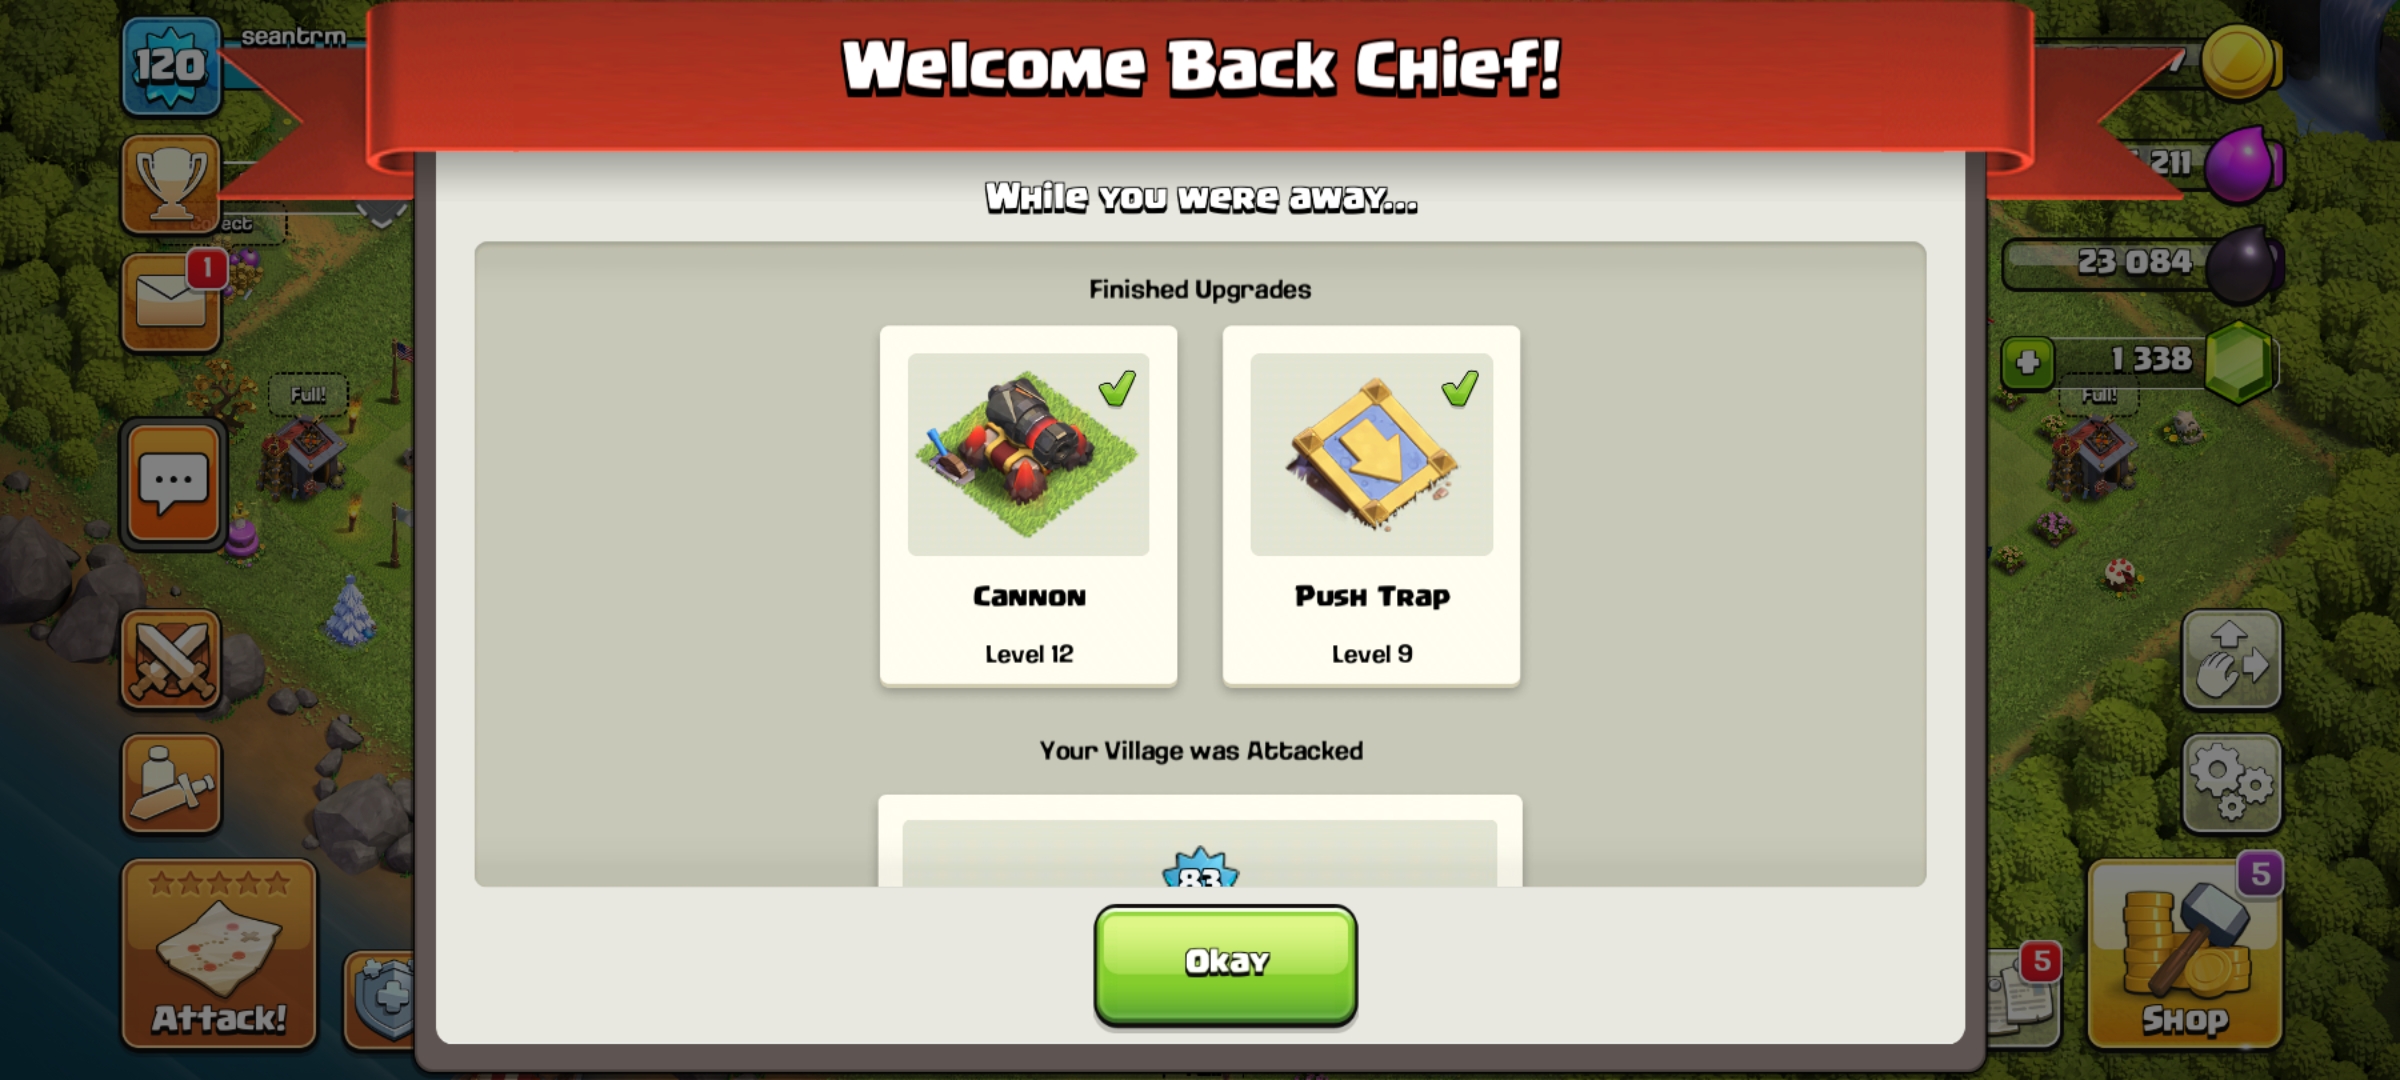 120
seantrm
Welcome Back Chief!
While you were away...
211
23 084
1 338
1
Full!
Full!
Finished Upgrades
Cannon
Level 12
Push Trap
Level 9
Your Village was Attacked
83
Okay
Attack!
5
5
Shop